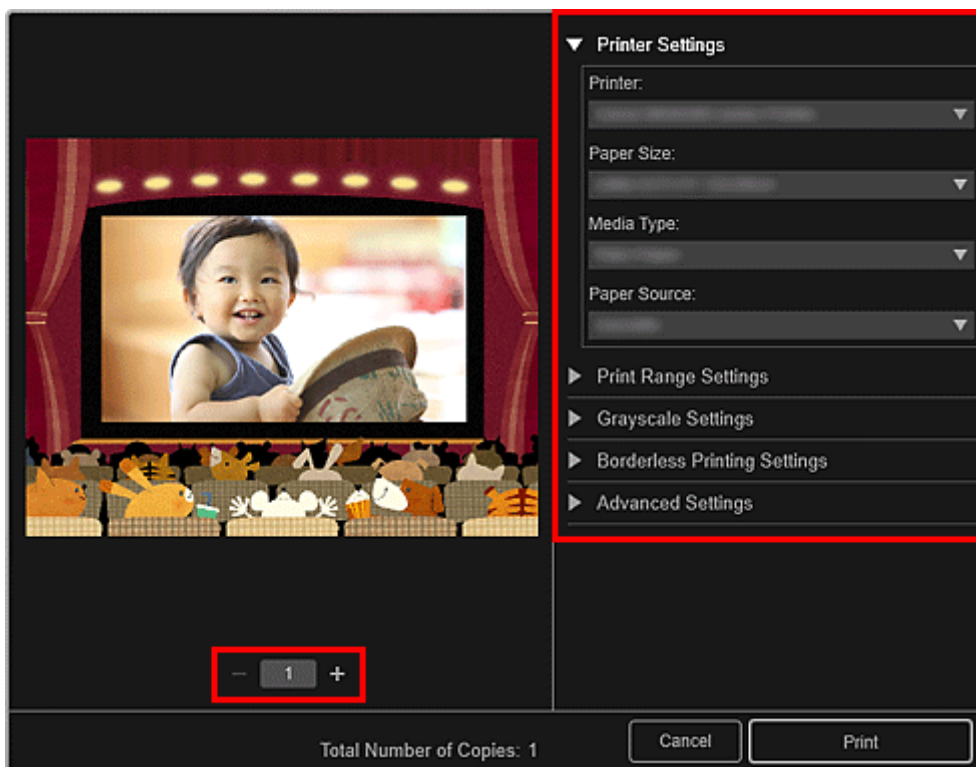 Printer Settings
Printer:
Paper Size:
Media Type:
Paper Source:
Print Range Settings
Grayscale Settings
Borderless Printing Settings
Advanced Settings
1
Total Number of Copies: 1
Cancel
Print